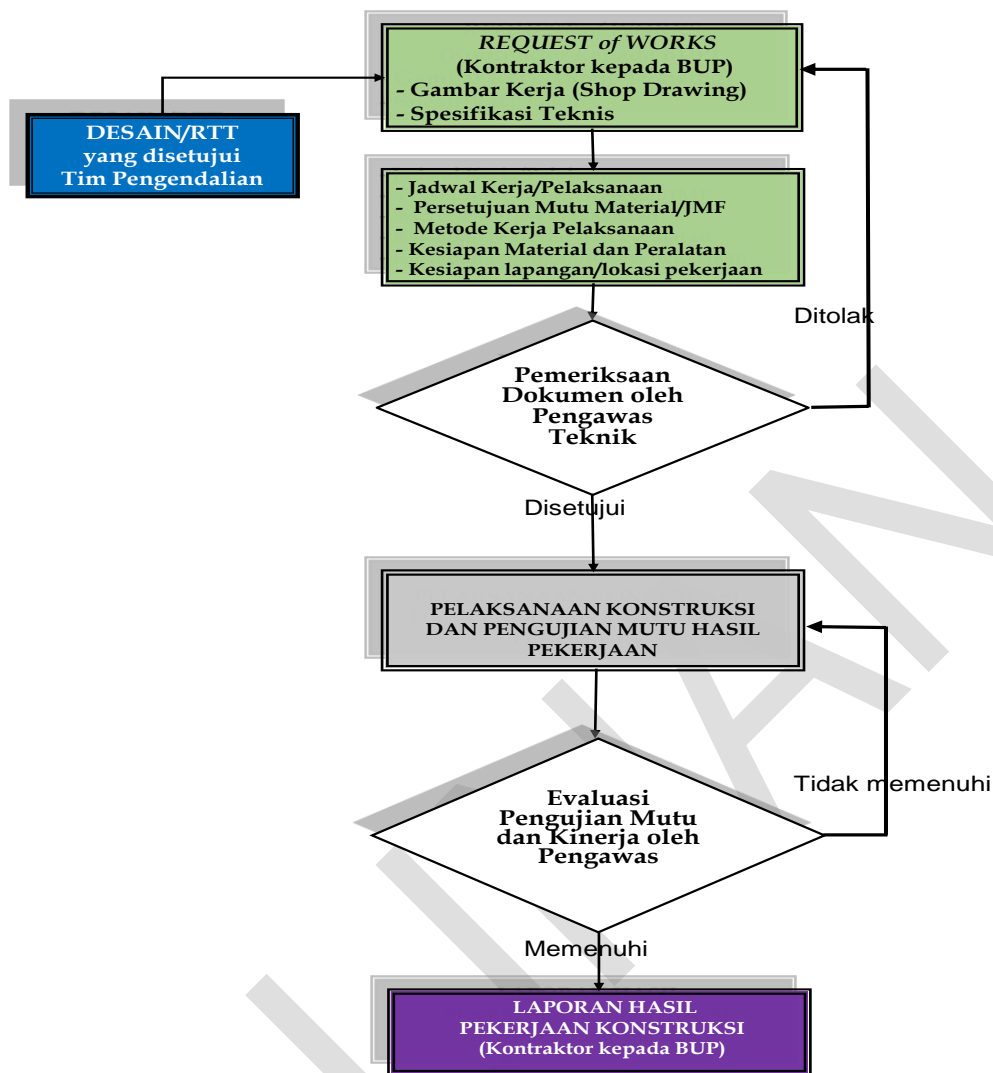 REQUEST of WORKS
(Kontraktor kepada BUP)
- Gambar Kerja (Shop Drawing)
- Spesifikasi Teknis
DESAIN/RTT
yang disetujui
Tim Pengendalian
- Jadwal Kerja/Pelaksanaan
- Persetujuan Mutu Material/JMF
- Metode Kerja Pelaksanaan
- Kesiapan Material dan Peralatan
- Kesiapan lapangan/lokasi pekerjaan
Ditolak
Pemeriksaan
Dokumen oleh
Pengawas
Teknik
Disetujui
PELAKSANAAN KONSTRUKSI
DAN PENGUJIAN MUTU HASIL
PEKERJAAN
Tidak memenuhi
Evaluasi
Pengujian Mutu
dan Kinerja oleh
Pengawas
Memenuhi
LAPORAN HASIL
PEKERJAAN KONSTRUKSI
(Kontraktor kepada BUP)